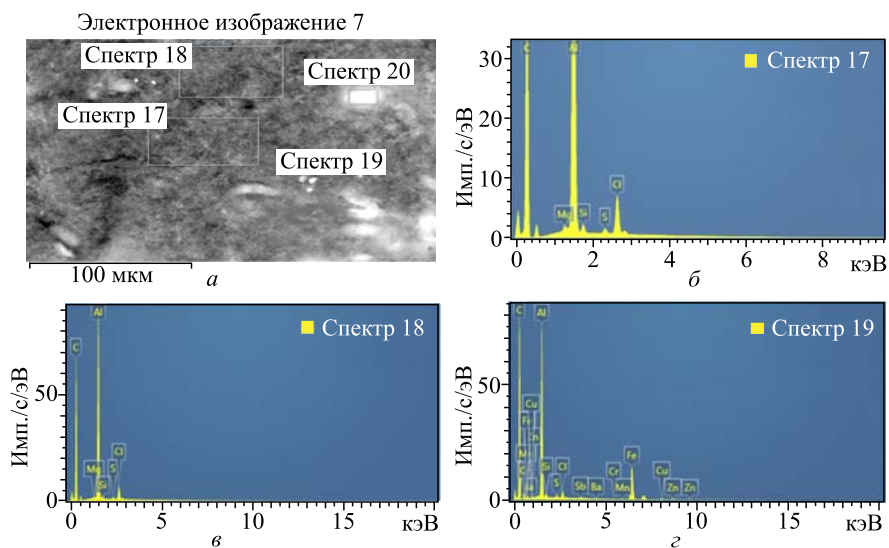 Электронное изображение 7
Спектр 18
Спектр 20
Спектр 17
Спектр 19
100 мкм
а
Имп./с/эВ
30
20
10
0
C
Al
Mg
Si
S
Cl
Спектр 17
0 2 4 6 8 кэВ
б
Имп./с/эВ
50
0
C
Al
Mg
Si
S
Cl
Спектр 18
0 5 10 15 кэВ
в
Имп./с/эВ
50
0
C
Al
Cu
Si
S
Cl
Sb
Ba
Cr
Mn
Fe
Cu
Zn
Zn
Спектр 19
0 5 10 15 кэВ
г